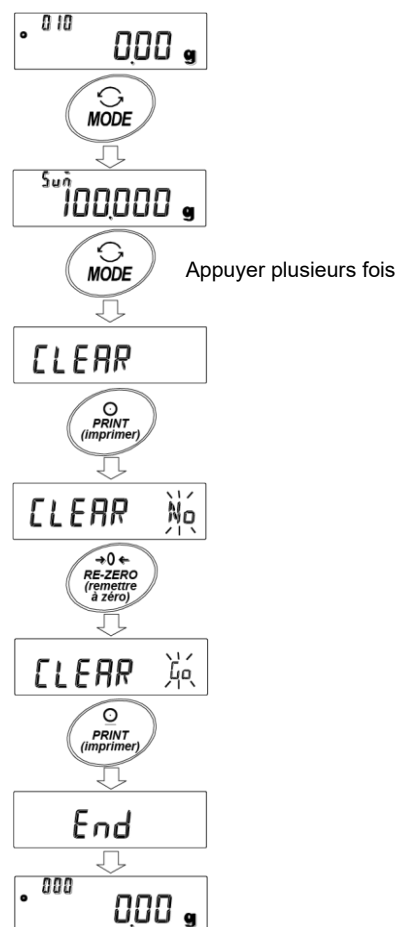 010
0.00 g
MODE
Sum
100.000 g
MODE
Appuyer plusieurs fois
CLEAR
PRINT
(imprimer)
CLEAR No
→0←
RE-ZERO
(remettre
à zéro)
CLEAR Go
PRINT
(imprimer)
End
000
0.00 g